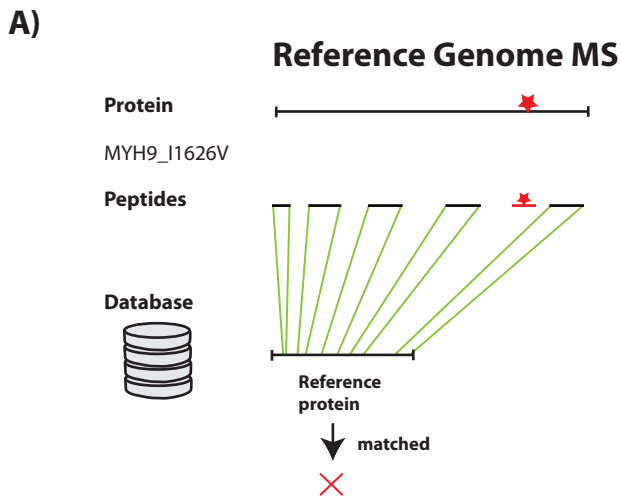 A)
Reference Genome MS
Protein
MYH9_I1626V
Peptides
Database
Reference
protein
matched